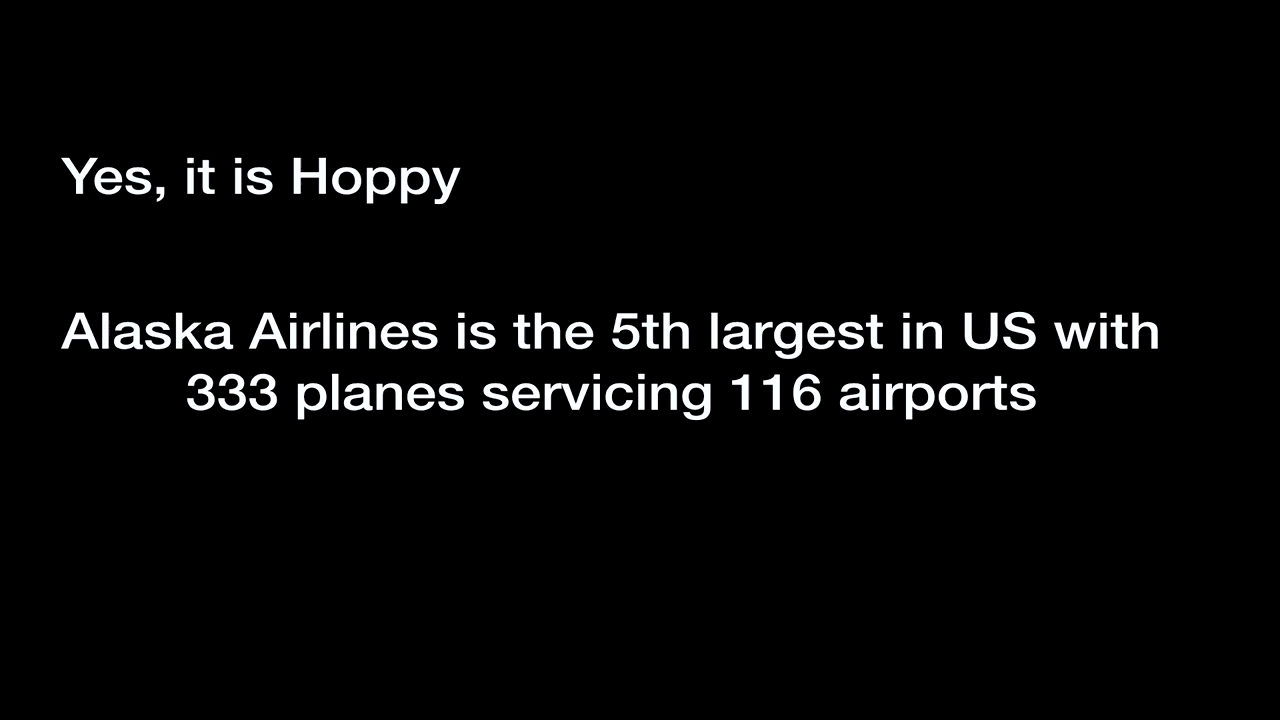 Yes, it is Hoppy
Alaska Airlines is the 5th largest in US with
333 planes servicing 116 airports